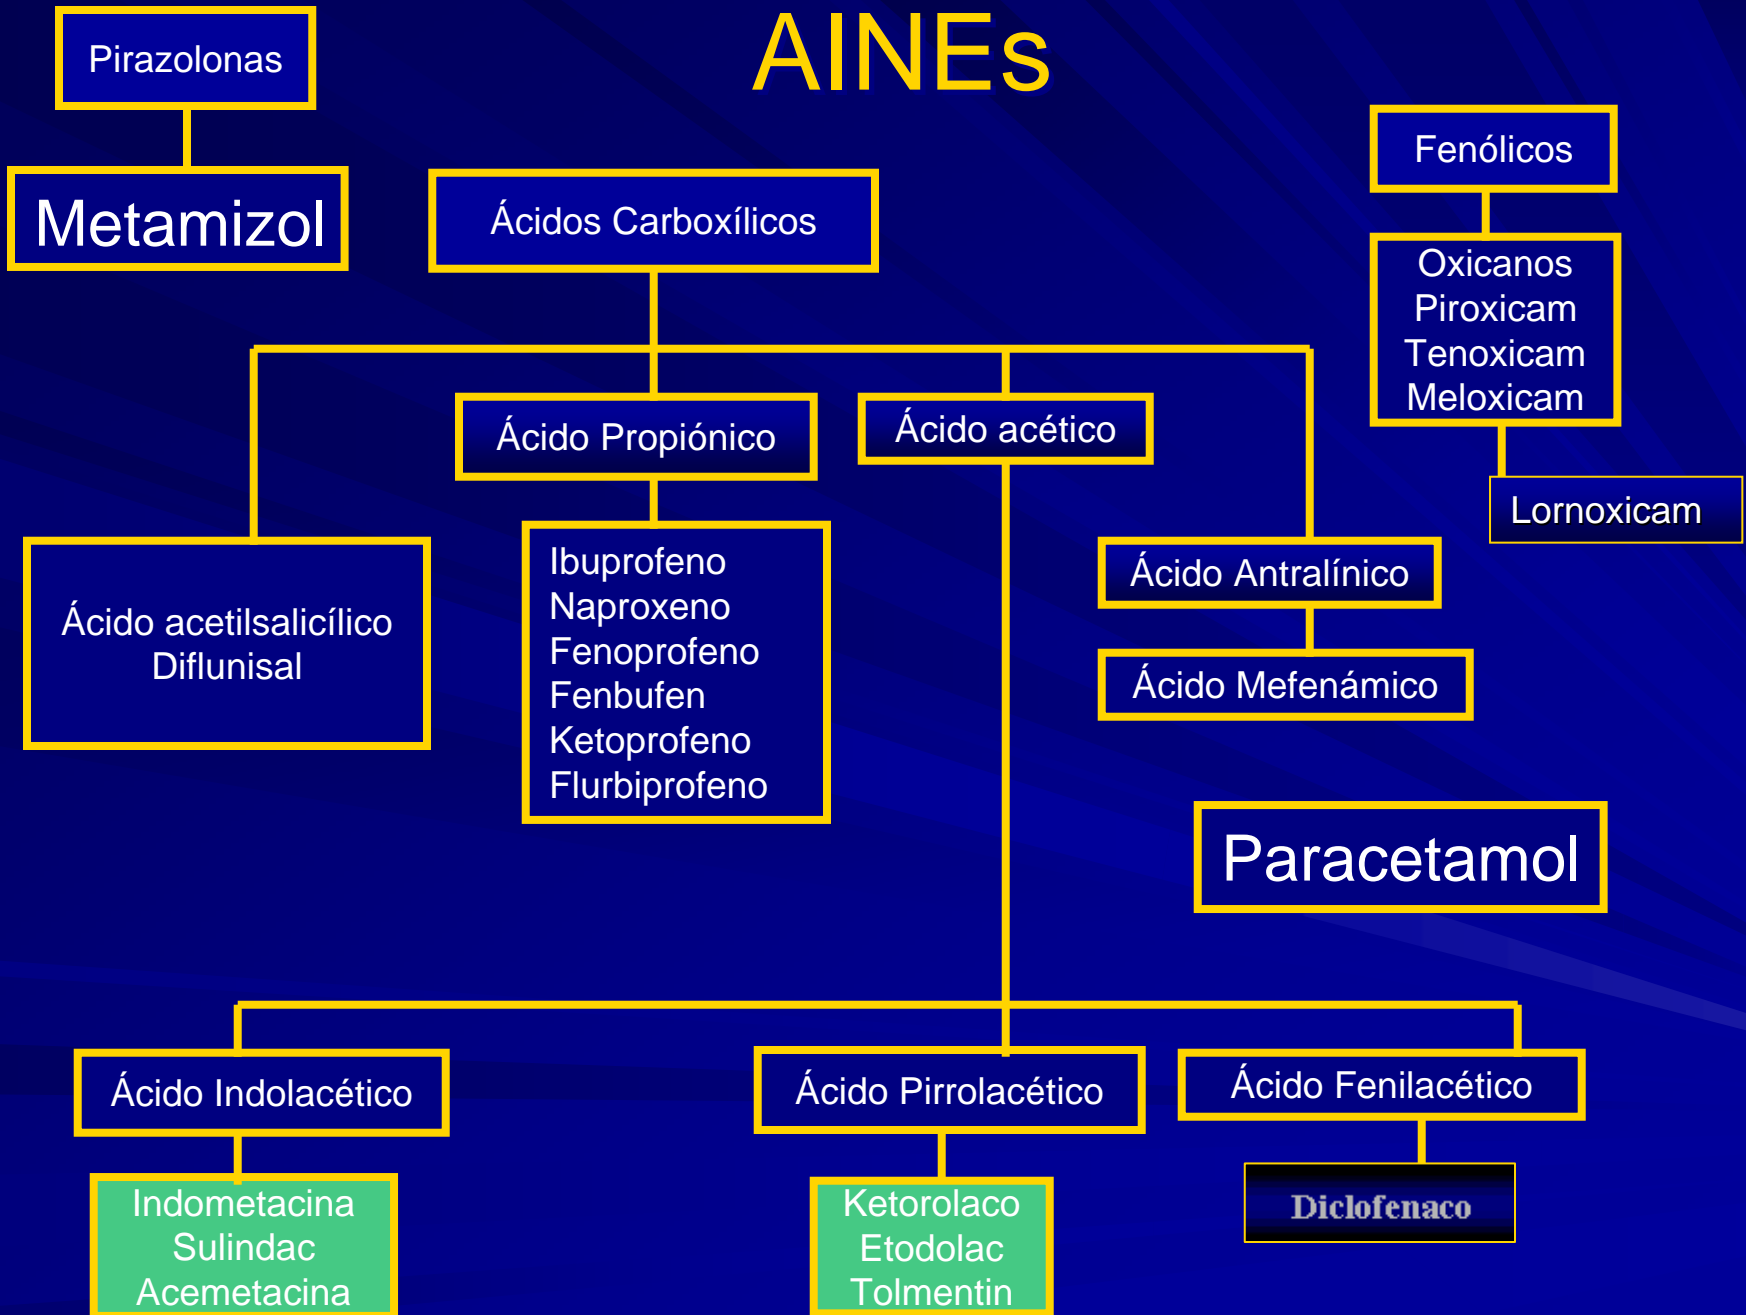 AINEs
Pirazolonas
Metamizol
Ácidos Carboxílicos
Fenólicos
Oxicanos
Piroxicam
Tenoxicam
Meloxicam
Lornoxicam
Ácido Propiónico
Ácido acético
Ácido acetilsalicílico
Diflunisal
Ibuprofeno
Naproxeno
Fenoprofeno
Fenbufen
Ketoprofeno
Flurbiprofeno
Ácido Antralínico
Ácido Mefenámico
Paracetamol
Ácido Indolacético
Ácido Pirrolacético
Ácido Fenilacético
Indometacina
Sulindac
Acemetacina
Ketorolaco
Etodolac
Tolmentin
Diclofenaco